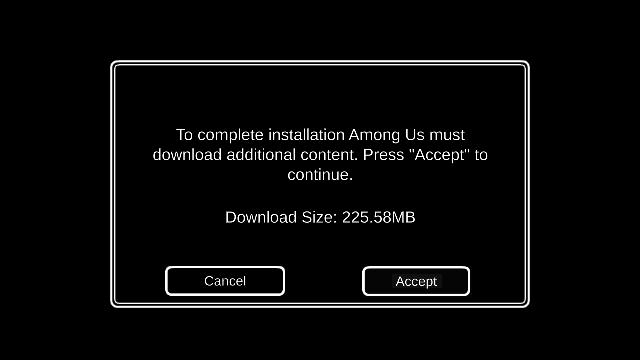 To complete installation Among Us must
download additional content. Press "Accept" to
continue.
Download Size: 225.58MB
Cancel
Accept